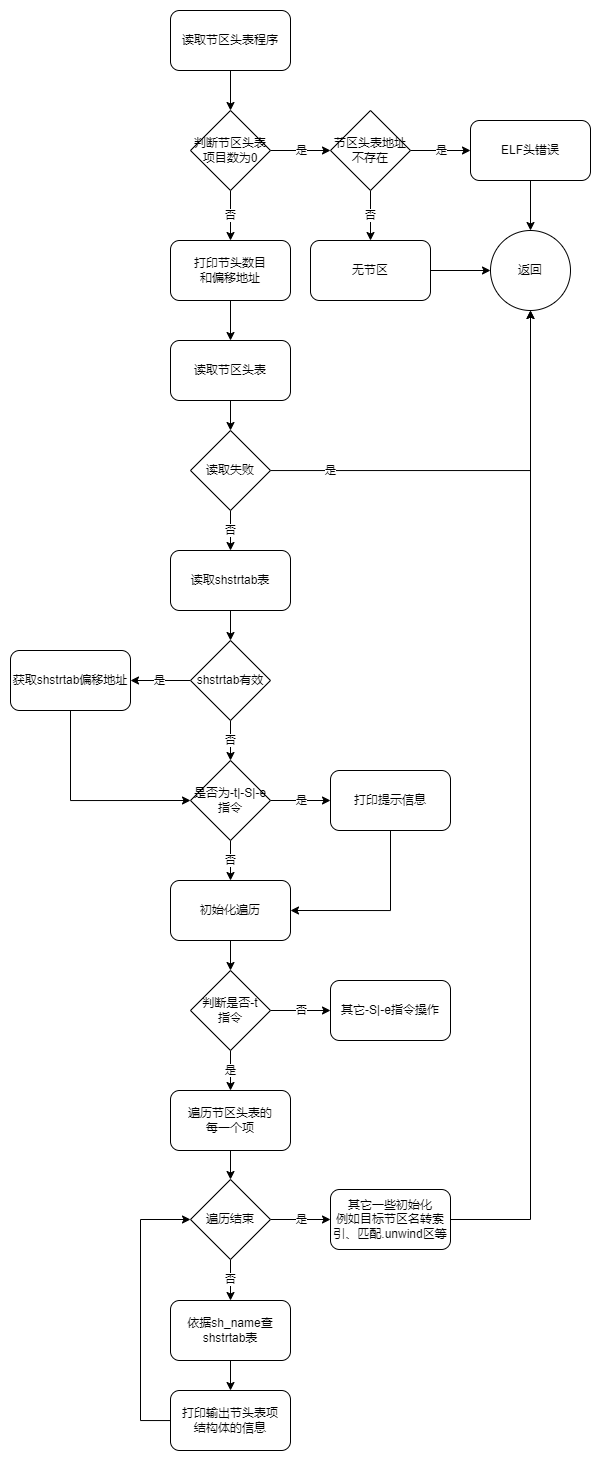 读取节区头表程序
判断节区头表
项目数为0
是
节区头表地址
不存在
是
ELF头错误
否
否
打印节头数目
和偏移地址
无节区
返回
读取节区头表
读取失败
是
否
读取shstrtab表
获取shstrtab偏移地址
是
shstrtab有效
否
是否为-t|-S|-e
指令
是
打印提示信息
否
初始化遍历
判断是否-t
指令
否
其它-S|-e指令操作
是
遍历节区头表的
每一个项
遍历结束
是
其它一些初始化
例如目标节区名转索
引、匹配.unwind区等
否
依据sh_name查
shstrtab表
打印输出节头表项
结构体的信息